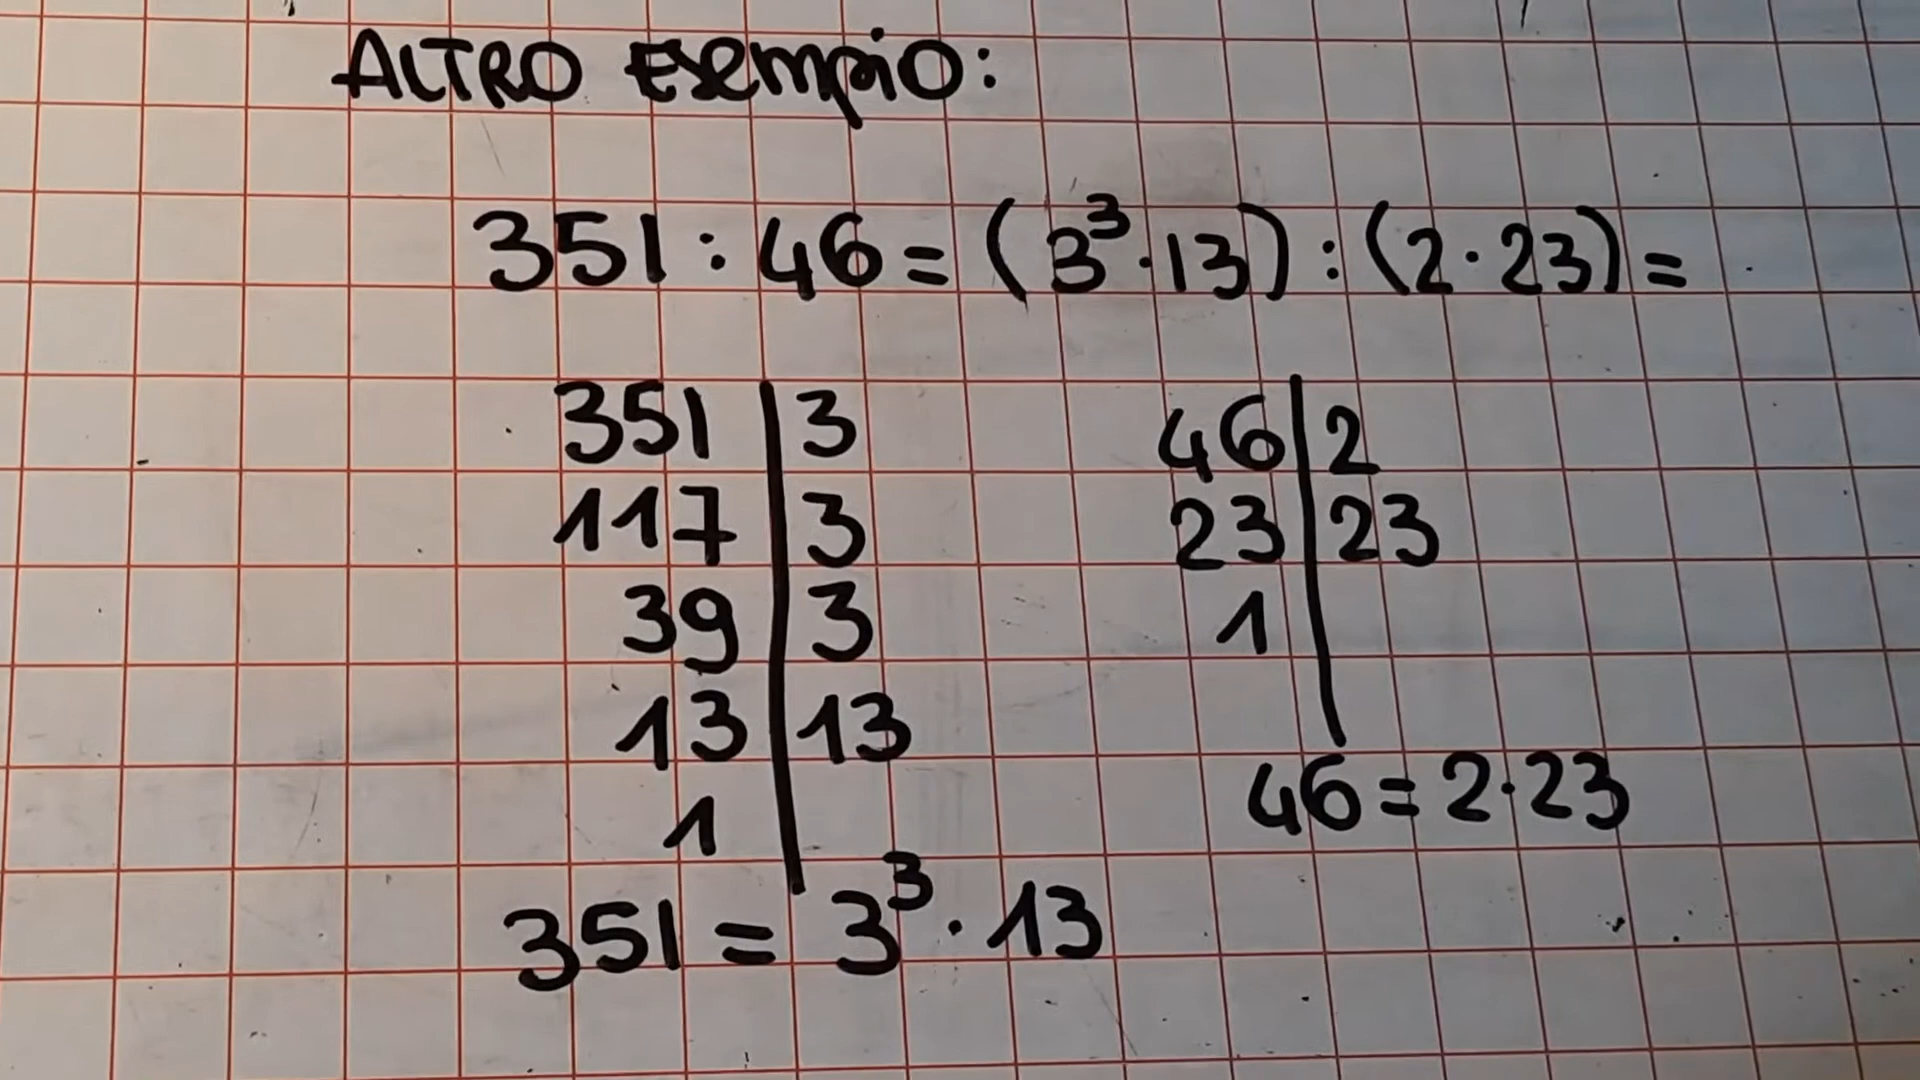 ALTRO Esempio:
351 : 46 = (3³·13) : (2·23) =
351 | 3
117 | 3
39 | 3
13 | 13
1 |
351 = 3³·13
46 | 2
23 | 23
1 |
46 = 2·23